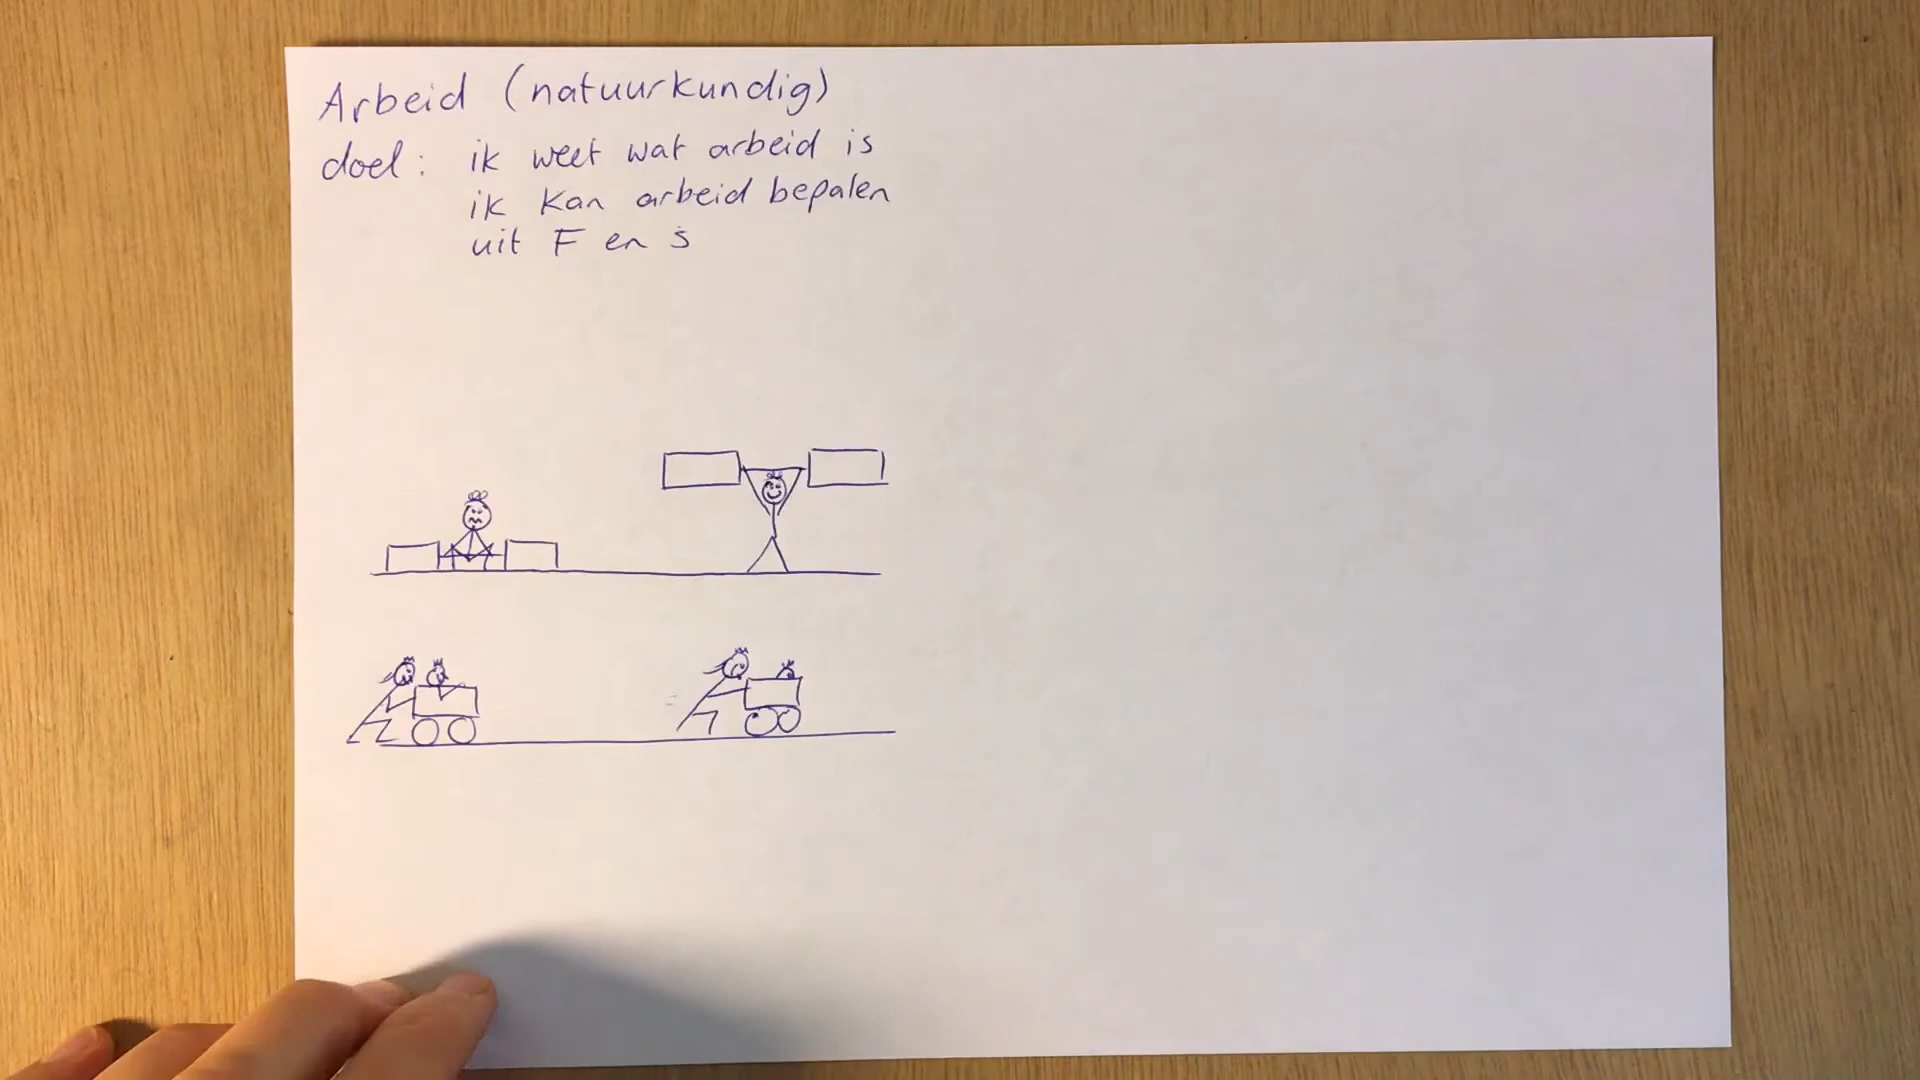 Arbeid (natuurkundig)
doel: ik weet wat arbeid is
ik kan arbeid bepalen
uit F en s